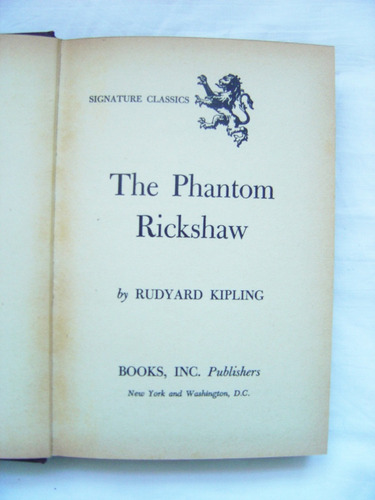 SIGNATURE CLASSICS
The Phantom
Rickshaw
by RUDYARD KIPLING
BOOKS, INC. Publishers
New York and Washington, D.C.